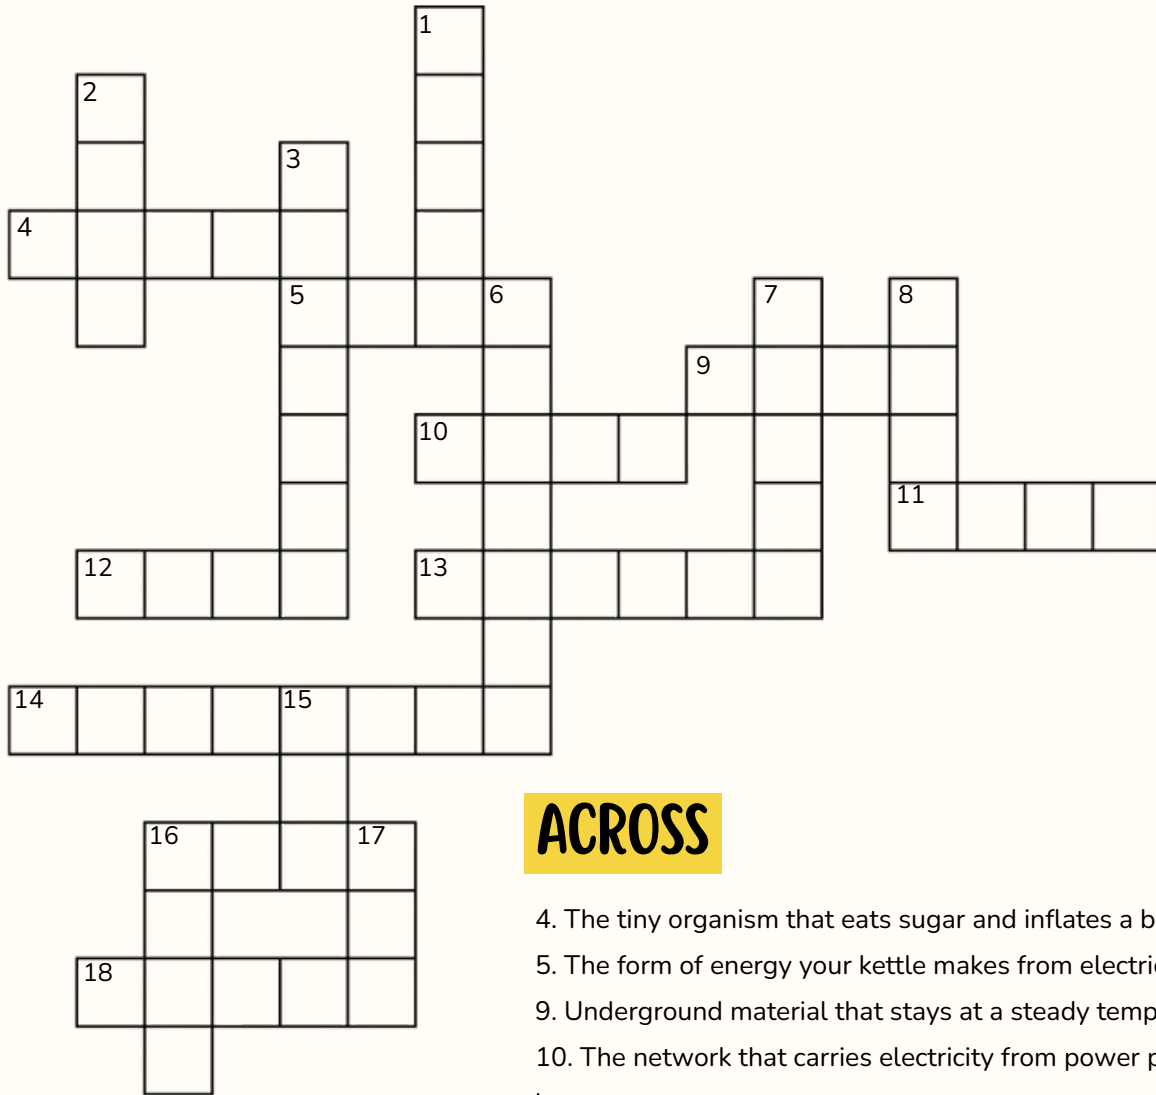 1
2
3
4
5 6 7 8
9
10
11
12 13
14 15
16 17
18
ACROSS
4. The tiny organism that eats sugar and inflates a
5. The form of energy your kettle makes from
9. Underground material that stays at a steady
10. The network that carries electricity from power